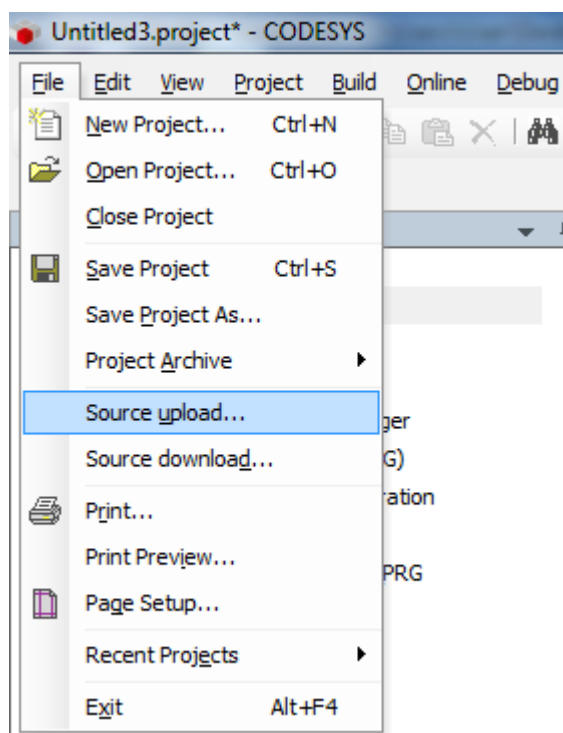 Untitled3.project* - CODESYS
File Edit View Project Build Online Debug
New Project... Ctrl+N
Open Project... Ctrl+O
Close Project
Save Project Ctrl+S
Save Project As...
Project Archive
Source upload...
Source download...
Print...
Print Preview...
PRG
Page Setup...
Recent Projects
Exit Alt+F4